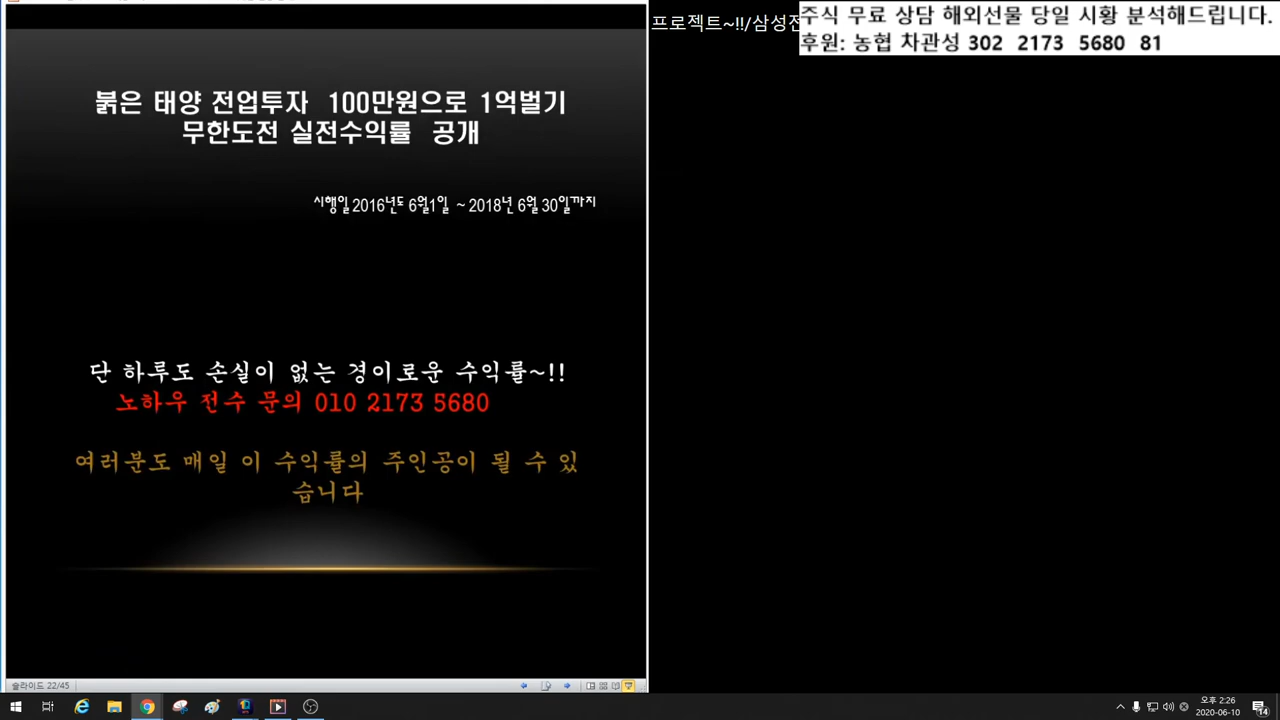 프로젝트~!!/삼성전
주식 무료 상담 해외선물 당일 시황 분석해드립니다.
후원: 농협 차관성 302 2173 5680 81
붉은 태양 전업투자 100만원으로 1억벌기
무한도전 실전수익률 공개
시행일 2016년도 6월1일 ~ 2018년 6월 30일까지
단 하루도 손실이 없는 경이로운 수익률~!!
노하우 전수 문의 010 2173 5680
여러분도 매일 이 수익률의 주인공이 될 수 있
습니다
슬라이드 22/45
오후 2:26
2020-06-10
14